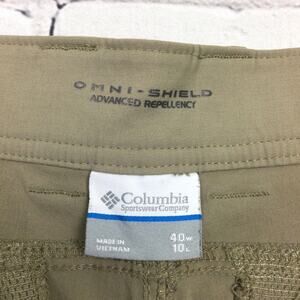 OMNI-SHIELD
ADVANCED REPELLENCY
Columbia
Sportswear Company
MADE IN
VIETNAM
40W
10L